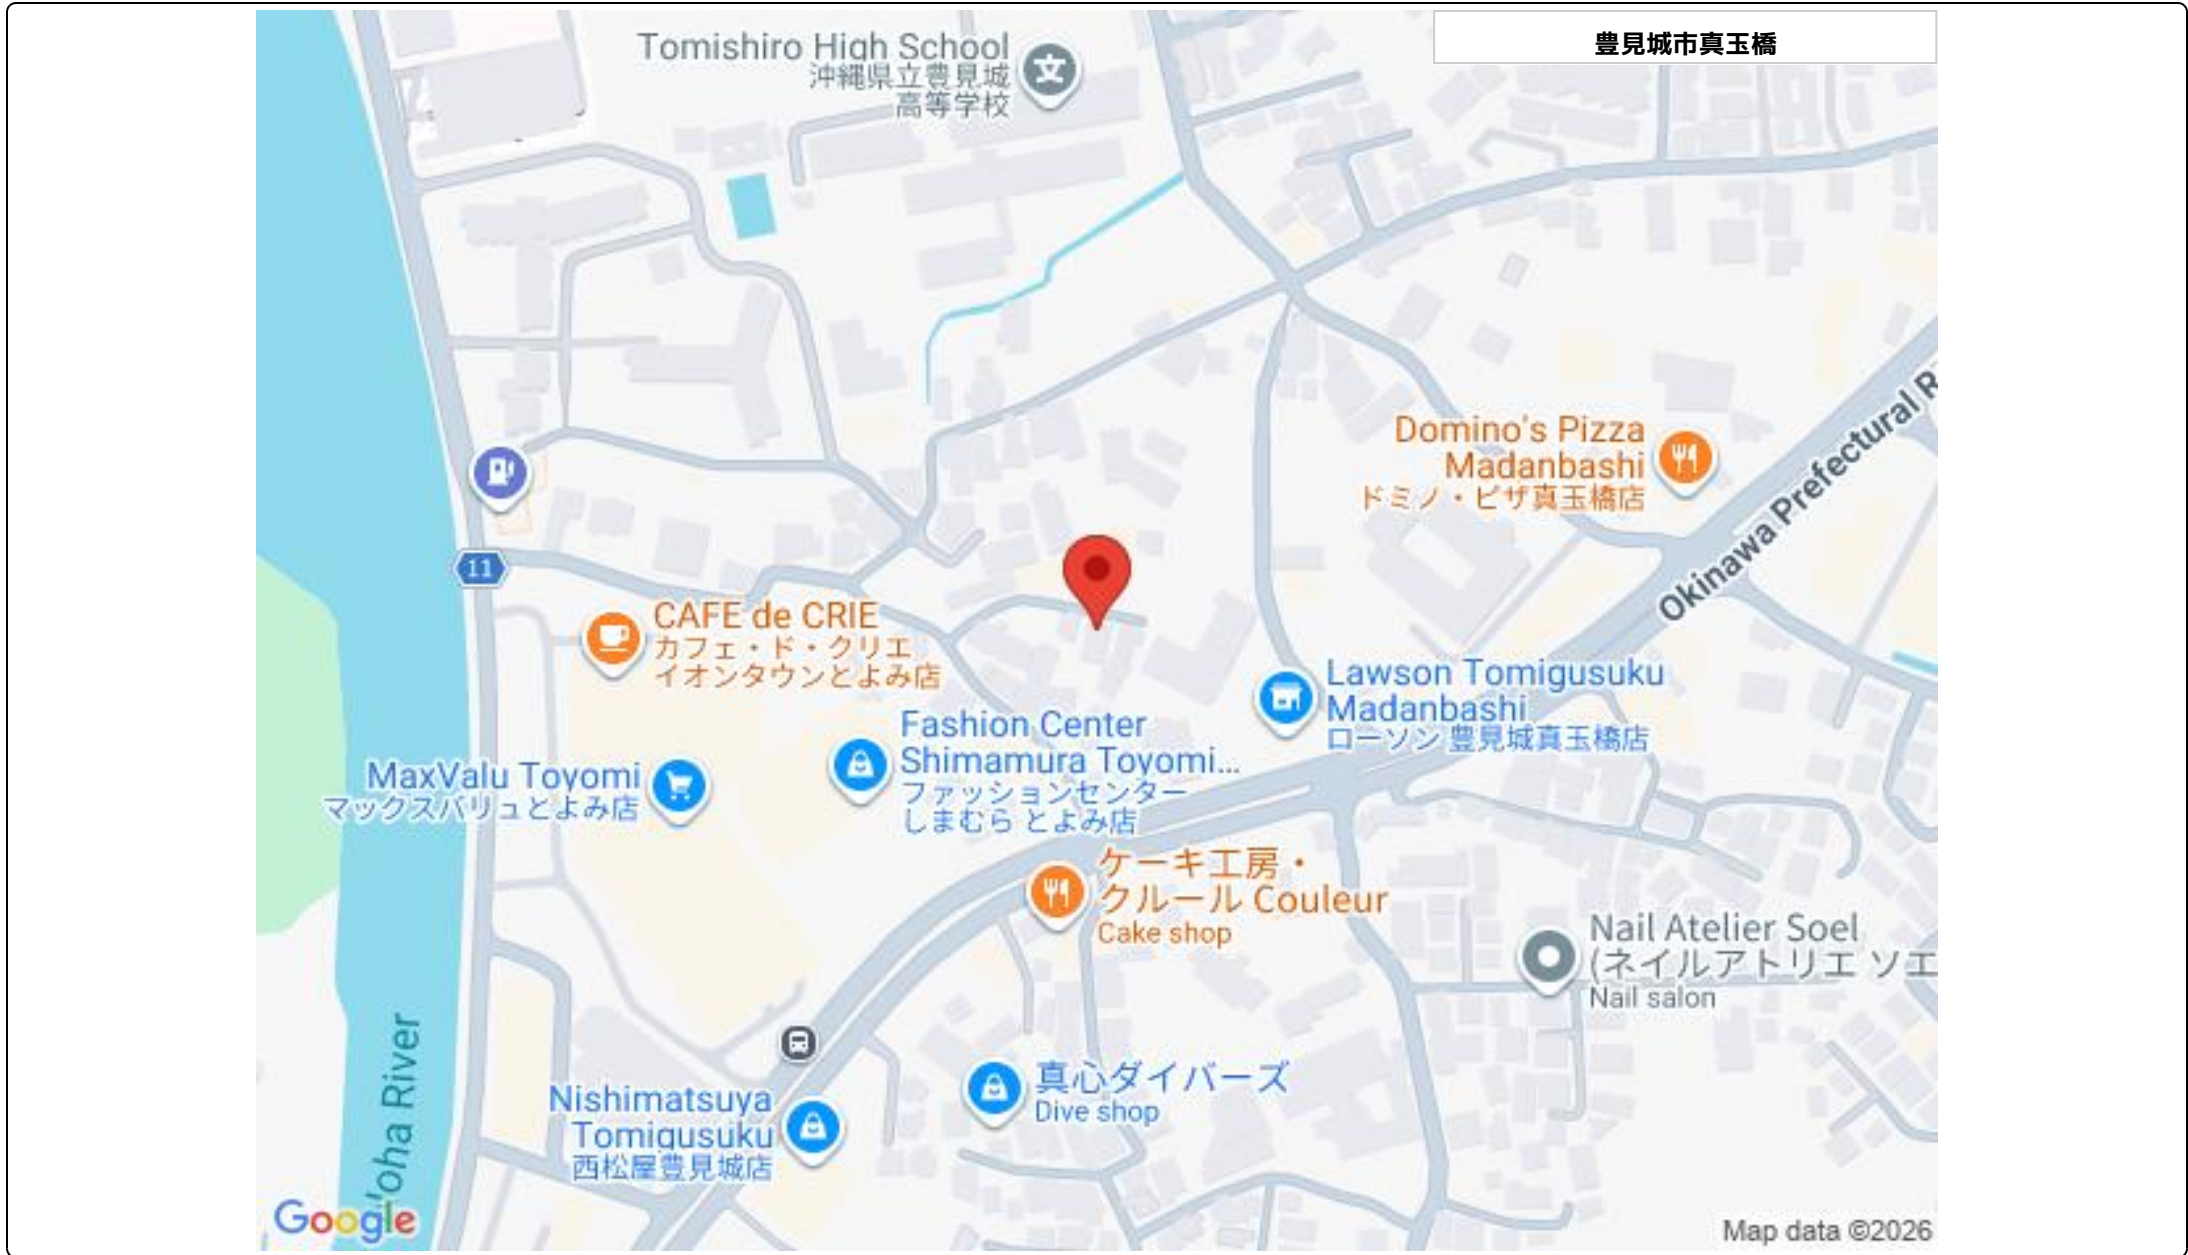 豊見城市真玉橋
Tomishiro High School
沖縄県立豊見城
高等学校
Domino's Pizza
Madanbashi
ドミノ・ピザ真玉橋店
Okinawa Prefectural R
11
CAFE de CRIE
カフェ・ド・クリエ
イオンタウンとよみ店
Lawson Tomigusuku
Madanbashi
ローソン 豊見城真玉橋店
Fashion Center
Shimamura Toyomi...
ファッションセンター
しまむら とよみ店
MaxValu Toyomi
マックスバリュとよみ店
ケーキ工房・
クルール Couleur
Cake shop
Nail Atelier Soel
(ネイルアトリエ ソエ
Nail salon
真心ダイバーズ
Dive shop
Nishimatsuya
Tomigusuku
西松屋豊見城店
oha River
Google
Map data ©2026